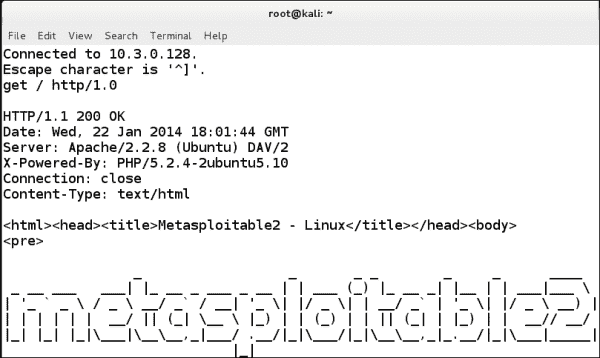 root@kali: ~
File Edit View Search Terminal Help
Connected to 10.3.0.128.
Escape character is '^]'.
get / http/1.0
HTTP/1.1 200 OK
Date: Wed, 22 Jan 2014 18:01:44 GMT
Server: Apache/2.2.8 (Ubuntu) DAV/2
X-Powered-By: PHP/5.2.4-2ubuntu5.10
Connection: close
Content-Type: text/html
<html><head><title>Metasploitable2 - Linux</title></head><body>
<pre>
metasploitable2